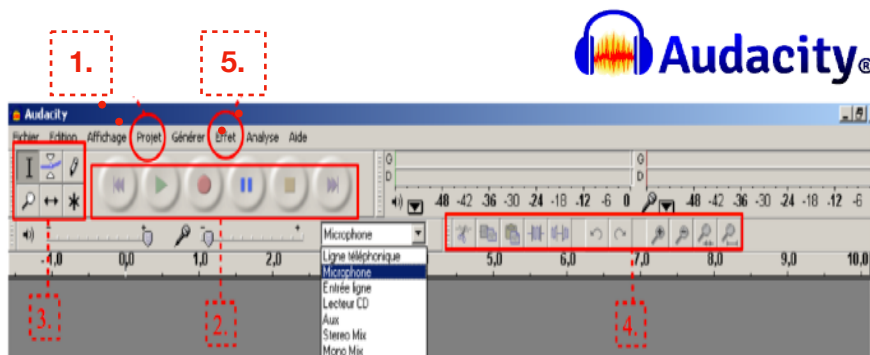 1.
5.
Audacity®
Audacity
Fichier Edition Affichage Projet Générer Effet Analyse Aide
G
D
-48 -42 -36 -30 -24 -18 -12 -6 0
G
D
-48 -42 -36 -30 -24 -18 -12 -6
- +
- +
Microphone
-1,0 0,0 1,0 2,0 5,0 6,0 7,0 8,0 9,0 10,0
Ligne téléphonique
Microphone
Entrée ligne
Lecteur CD
Aux
Stereo Mix
Mono Mix
3.
2.
4.